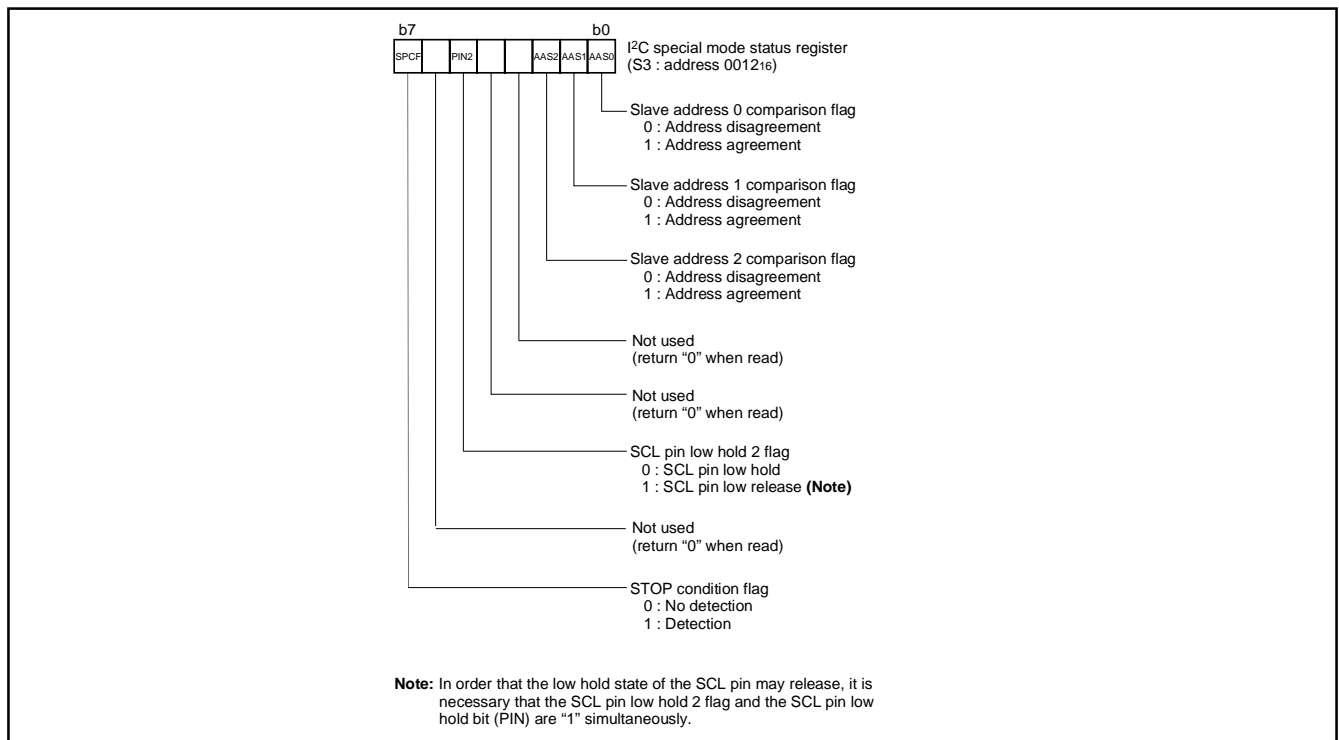 b7 b0
SPCF PIN2 AAS2 AAS1 AAS0
I2C special mode status register
(S3 : address 001216)
Slave address 0 comparison flag
0 : Address disagreement
1 : Address agreement
Slave address 1 comparison flag
0 : Address disagreement
1 : Address agreement
Slave address 2 comparison flag
0 : Address disagreement
1 : Address agreement
Not used
(return “0” when read)
Not used
(return “0” when read)
SCL pin low hold 2 flag
0 : SCL pin low hold
1 : SCL pin low release (Note)
Not used
(return “0” when read)
STOP condition flag
0 : No detection
1 : Detection
Note: In order that the low hold state of the SCL pin may release, it is
necessary that the SCL pin low hold 2 flag and the SCL pin low
hold bit (PIN) are “1” simultaneously.